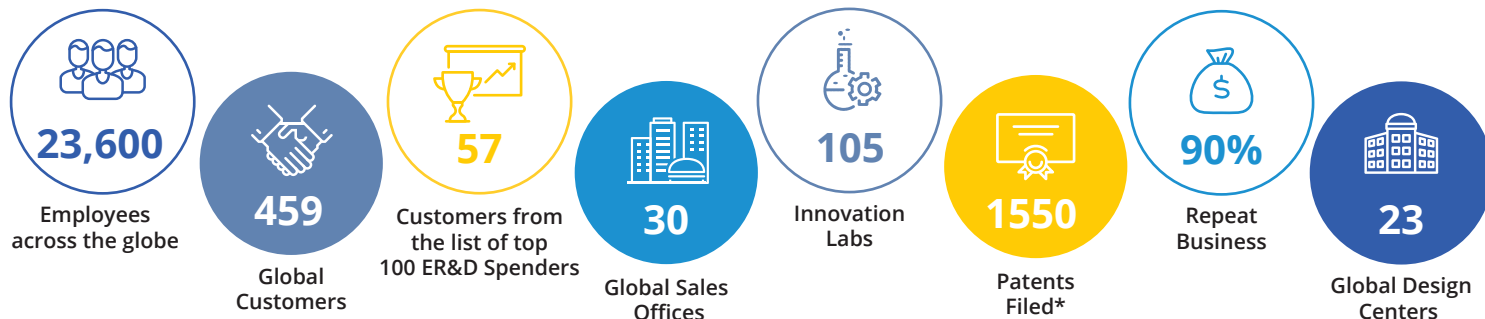 23,600
Employees
across the globe
459
Global
Customers
57
Customers from
the list of top
100 ER&D Spenders
30
Global Sales
Offices
105
Innovation
Labs
1550
Patents
Filed*
$
90%
Repeat
Business
23
Global Design
Centers